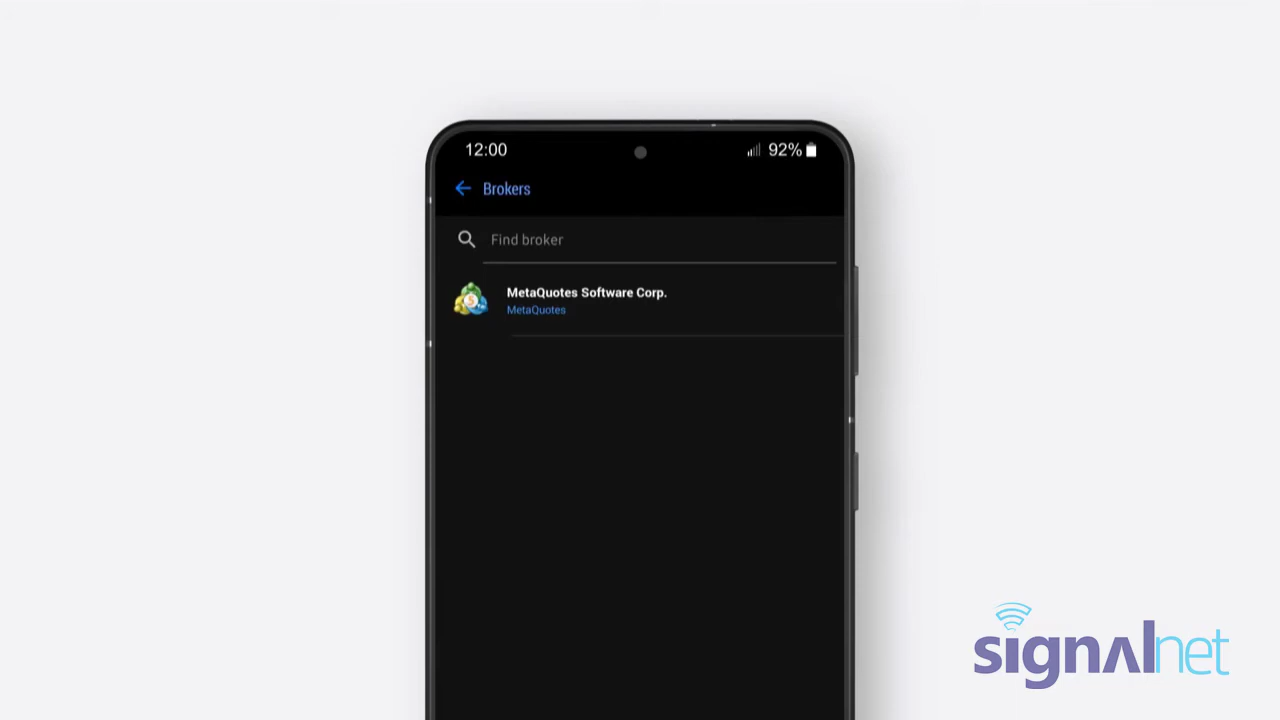 12:00
92%
Brokers
Find broker
MetaQuotes Software Corp.
MetaQuotes
signalnet